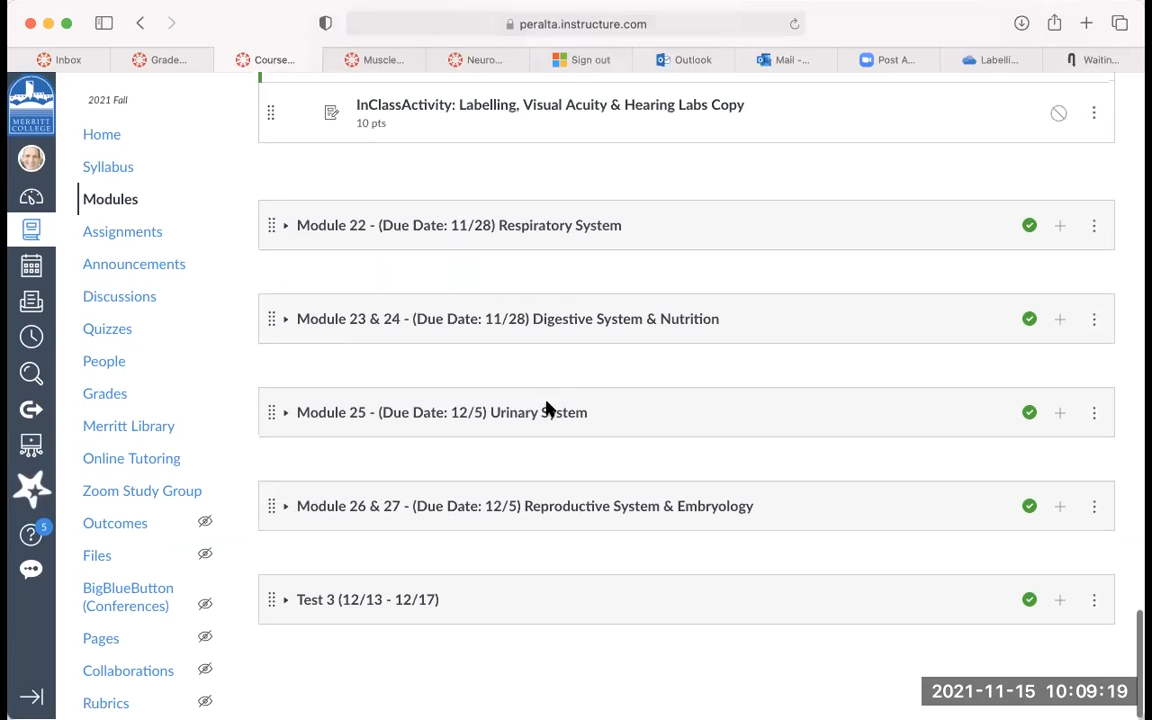 peralta.instructure.com
Inbox
Grade...
Course...
Muscle...
Neuro...
Sign out
Outlook
Mail -...
Post A...
Labelli...
Waitin...
MERRITT
COLLEGE
5
2021 Fall
Home
Syllabus
Modules
Assignments
Announcements
Discussions
Quizzes
People
Grades
Merritt Library
Online Tutoring
Zoom Study Group
Outcomes
Files
BigBlueButton
(Conferences)
Pages
Collaborations
Rubrics
InClassActivity: Labelling, Visual Acuity & Hearing Labs Copy
10 pts
Module 22 - (Due Date: 11/28) Respiratory System
Module 23 & 24 - (Due Date: 11/28) Digestive System & Nutrition
Module 25 - (Due Date: 12/5) Urinary System
Module 26 & 27 - (Due Date: 12/5) Reproductive System & Embryology
Test 3 (12/13 - 12/17)
2021-11-15 10:09:19